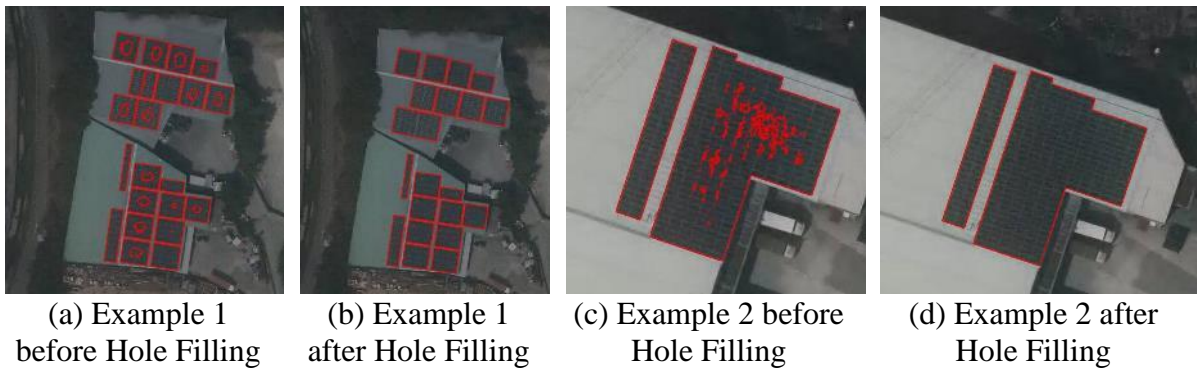 (a) Example 1
before Hole Filling
(b) Example 1
after Hole Filling
(c) Example 2 before
Hole Filling
(d) Example 2 after
Hole Filling